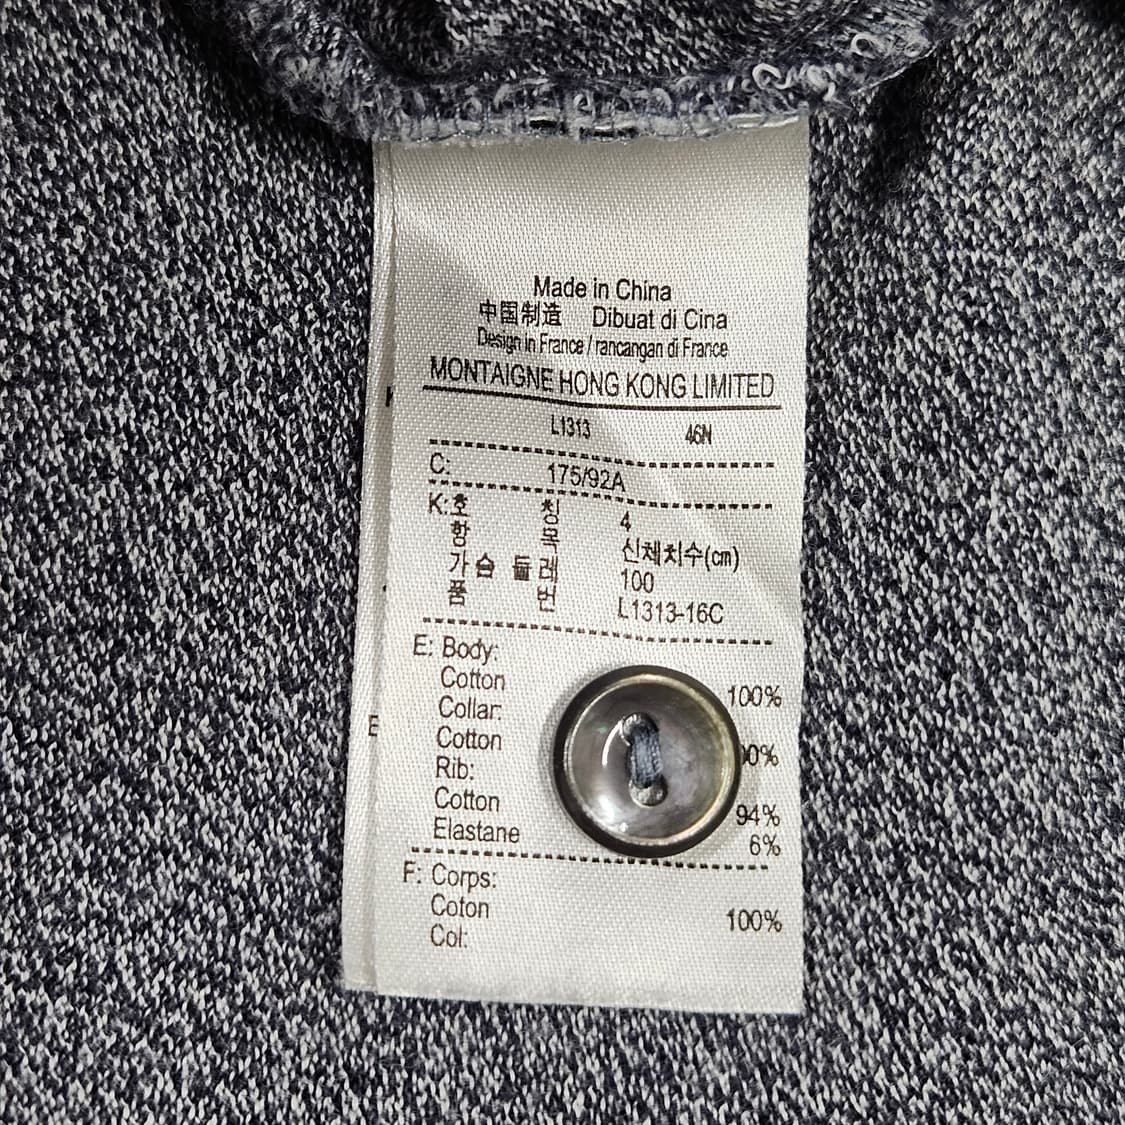 Made in China
中国制造 Dibuat di Cina
Design in France / rancangan di France
MONTAIGNE HONG KONG LIMITED
L1313 46N
C: 175/92A
K: 호 칭 4
항 목 신체치수(cm)
가슴둘레 100
품 번 L1313-16C
E: Body:
Cotton 100%
Collar:
Cotton 00%
Rib:
Cotton 94%
Elastane 6%
F: Corps:
Coton 100%
Col: